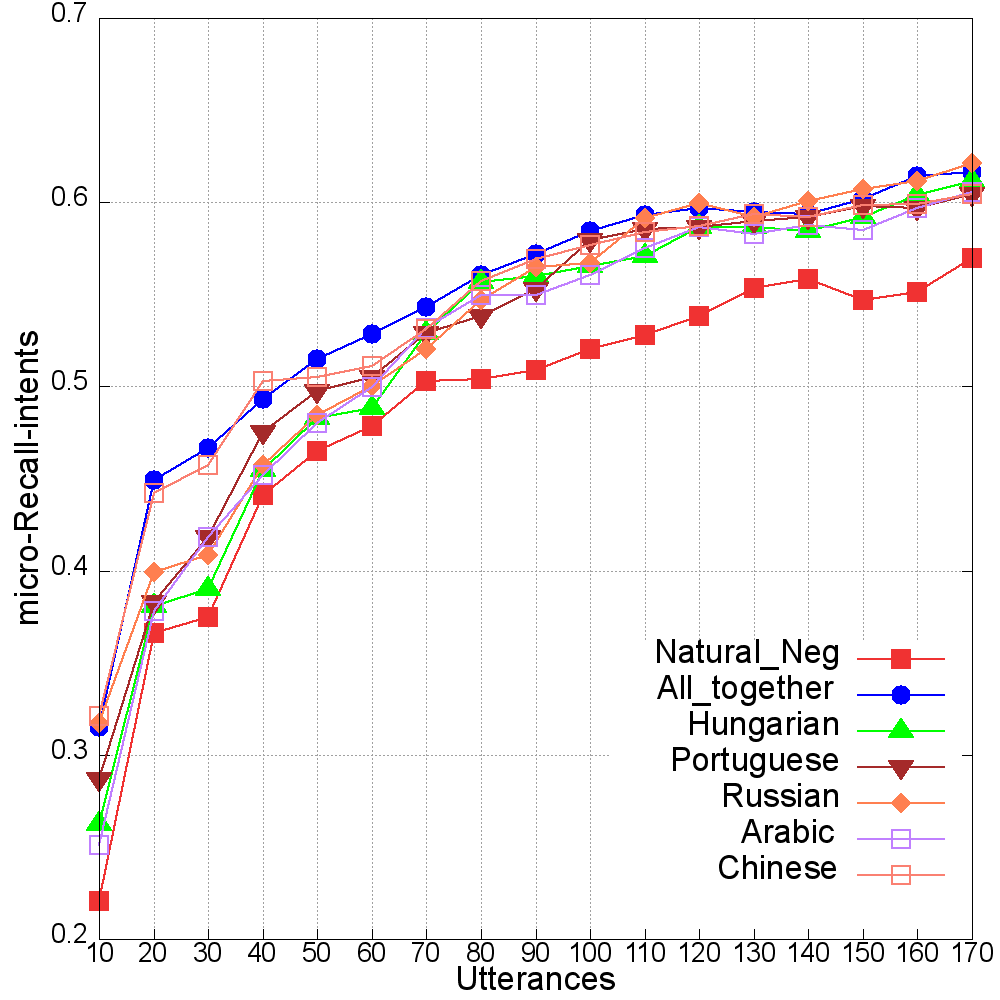 0.7
0.6
0.5
0.4
0.3
0.2
micro-Recall-intents
Natural_Neg
All_together
Hungarian
Portuguese
Russian
Arabic
Chinese
10 20 30 40 50 60 70 80 90 100 110 120 130 140 150 160 170
Utterances